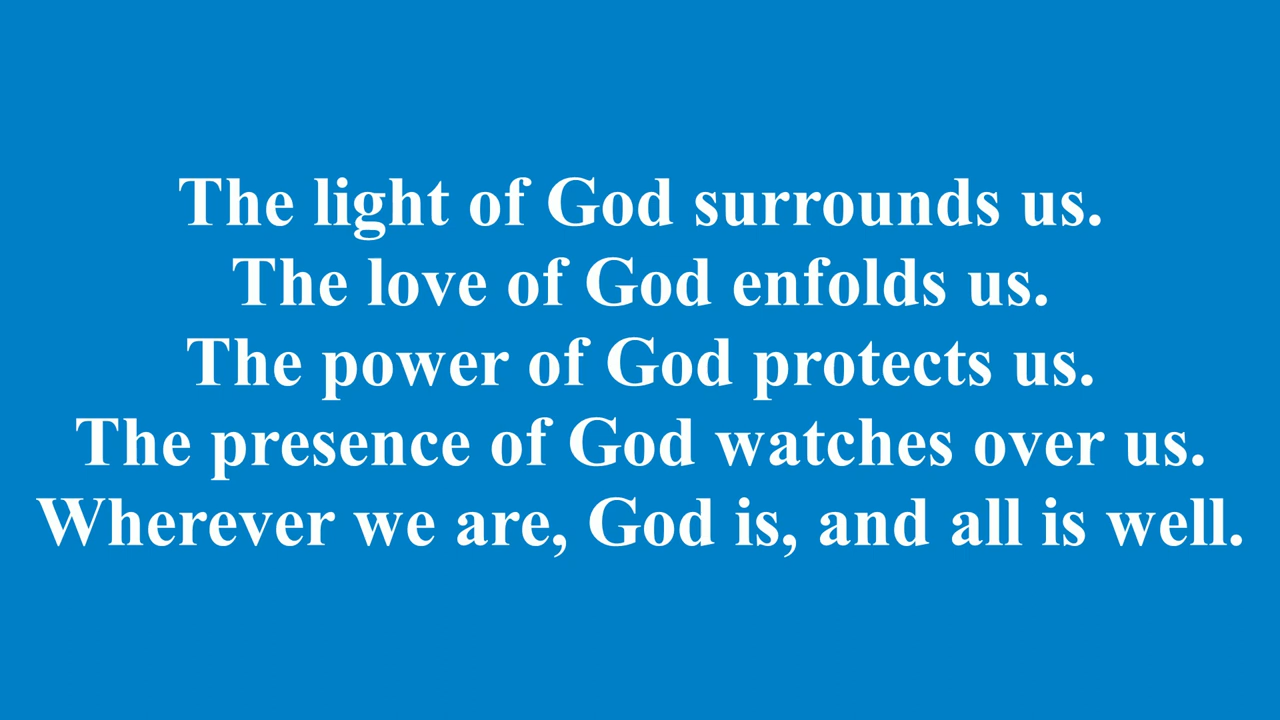 The light of God surrounds us.
The love of God enfolds us.
The power of God protects us.
The presence of God watches over us.
Wherever we are, God is, and all is well.